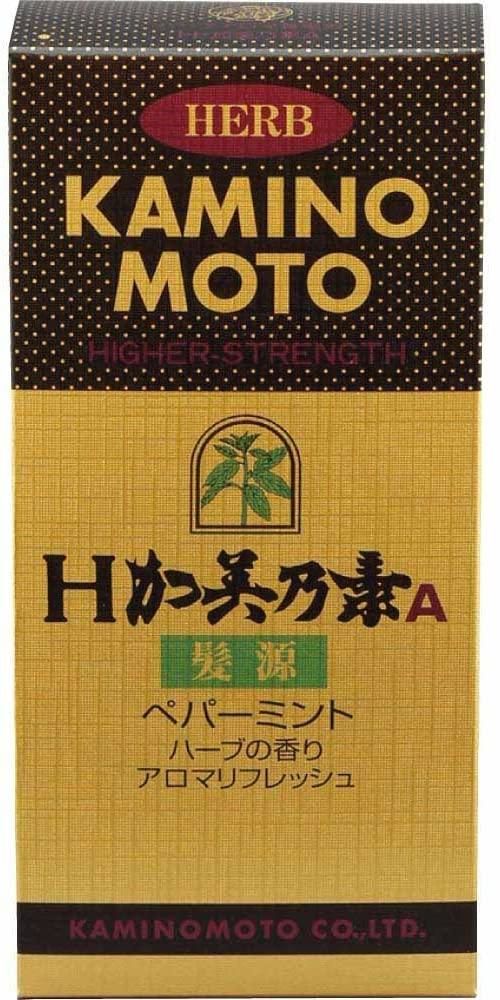 HERB
KAMINO
MOTO
HIGHER-STRENGTH
H加美乃素A
髪源
ペパーミント
ハーブの香り
アロマリフレッシュ
KAMINOMOTO CO.,LTD.